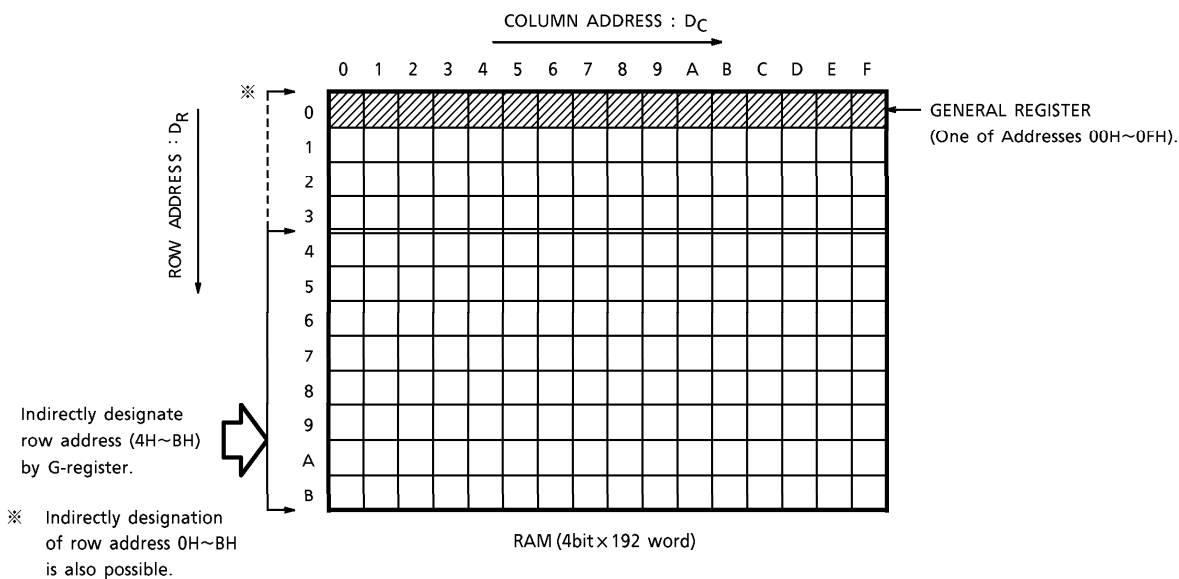 COLUMN ADDRESS : DC
0 1 2 3 4 5 6 7 8 9 A B C D E F
※
ROW ADDRESS : DR
0
1
2
3
4
5
6
7
8
9
A
B
GENERAL REGISTER
(One of Addresses 00H~0FH).
Indirectly designate
row address (4H~BH)
by G-register.
※ Indirectly designation
of row address 0H~BH
is also possible.
RAM (4bit x 192 word)